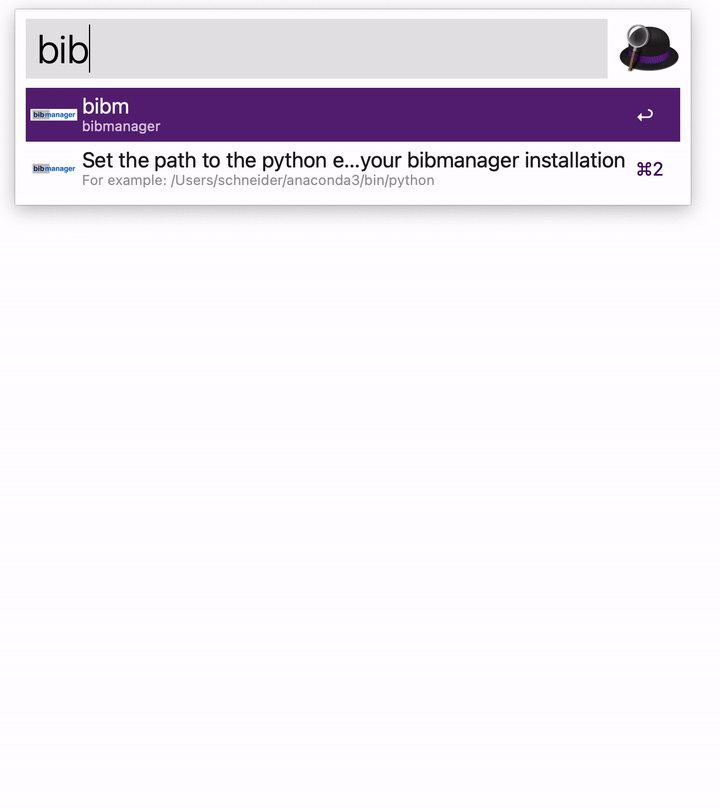 bib
bibmanager
bibm
bibmanager
bibmanager
Set the path to the python e...your bibmanager installation
⌘2
For example: /Users/schneider/anaconda3/bin/python